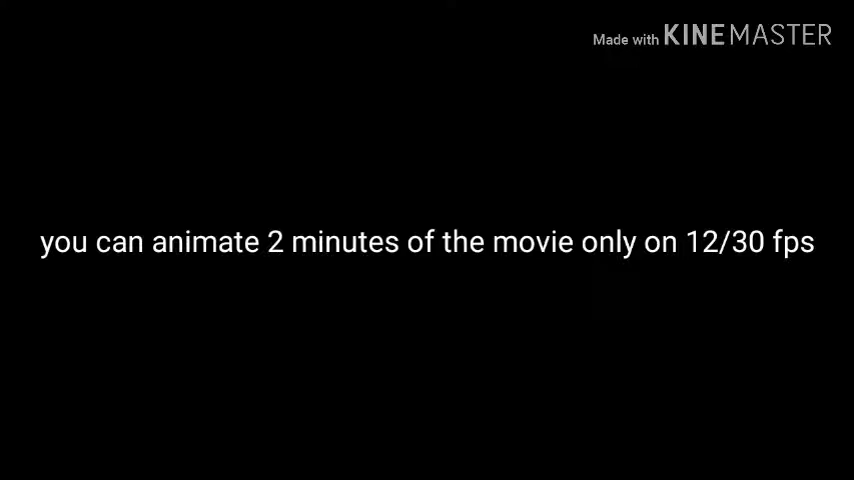 Made with KINEMASTER
you can animate 2 minutes of the movie only on 12/30 fps